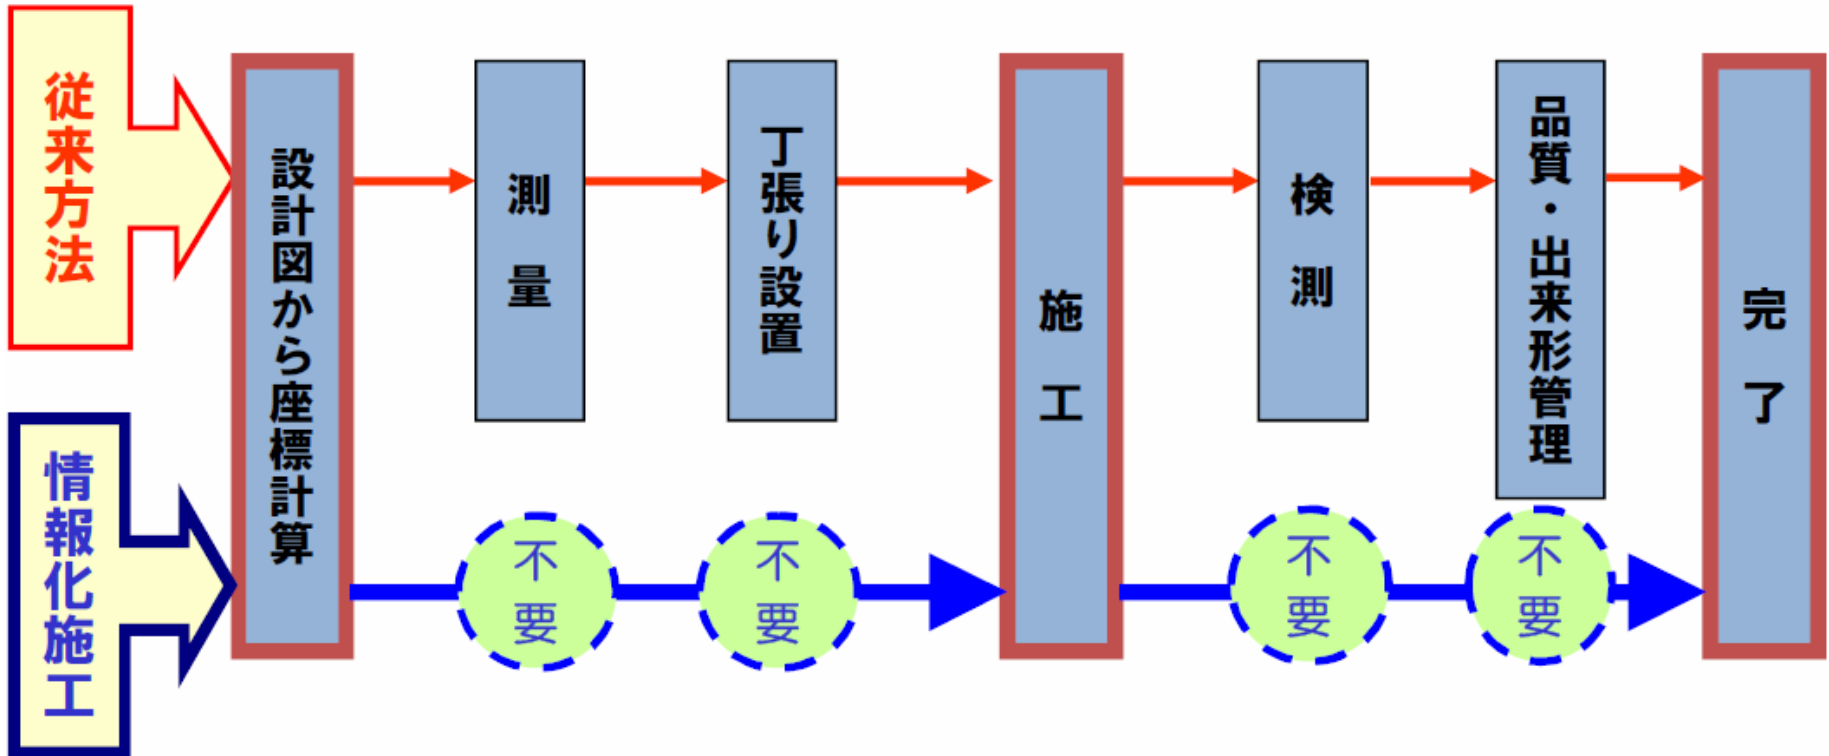 従来方法
設計図から座標計算
測量
丁張り設置
施工
検測
品質・出来形管理
完了
情報化施工
不要
不要
不要
不要